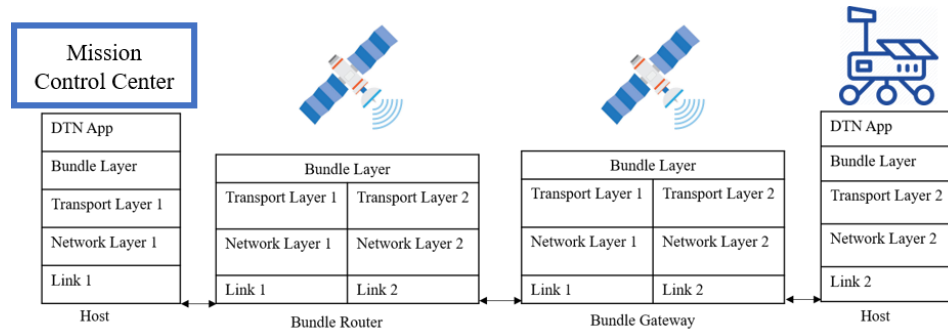 Mission
Control Center
DTN App
Bundle Layer
Transport Layer 1
Network Layer 1
Link 1
Host
Bundle Layer
Transport Layer 1
Transport Layer 2
Network Layer 1
Network Layer 2
Link 1
Link 2
Bundle Router
Bundle Layer
Transport Layer 1
Transport Layer 2
Network Layer 1
Network Layer 2
Link 1
Link 2
Bundle Gateway
DTN App
Bundle Layer
Transport Layer 2
Network Layer 2
Link 2
Host